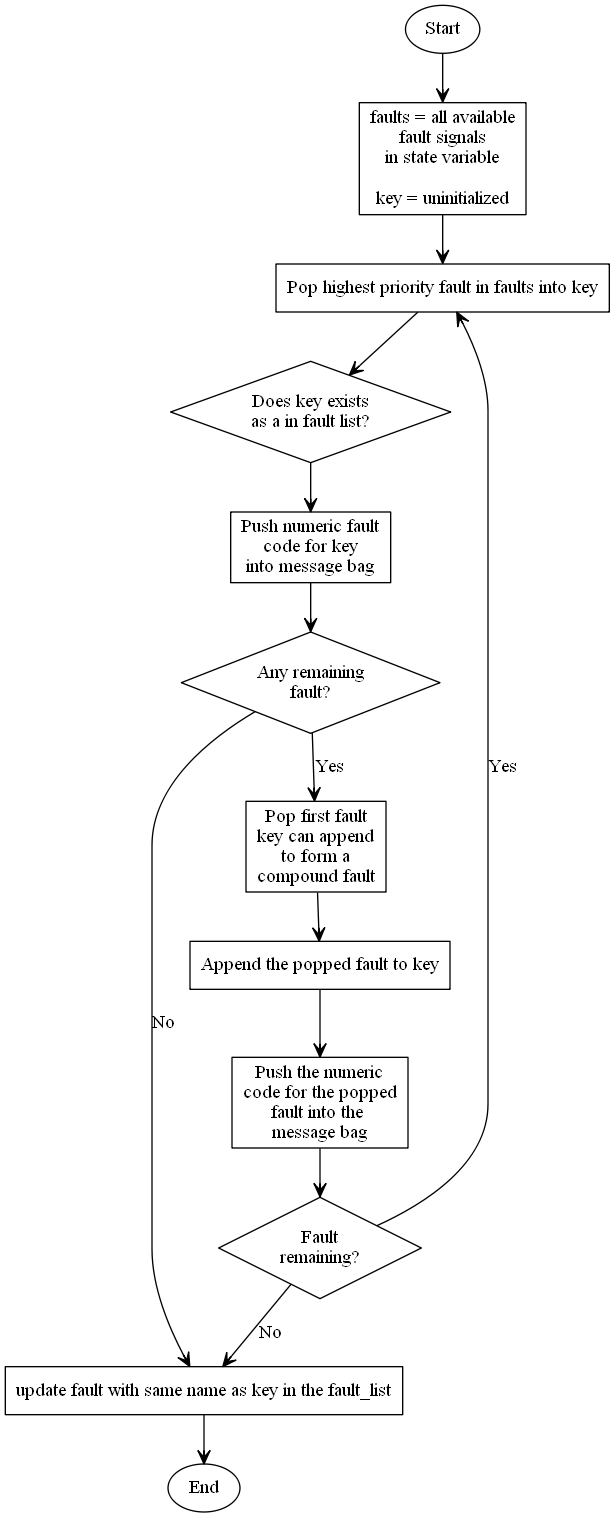 Start
faults = all available
fault signals
in state variable
key = uninitialized
Pop highest priority fault in faults into key
Does key exists
as a in fault list?
Push numeric fault
code for key
into message bag
Any remaining
fault?
Yes
Pop first fault
key can append
to form a
compound fault
Yes
Append the popped fault to key
No
Push the numeric
code for the popped
fault into the
message bag
Fault
remaining?
No
update fault with same name as key in the fault_list
End